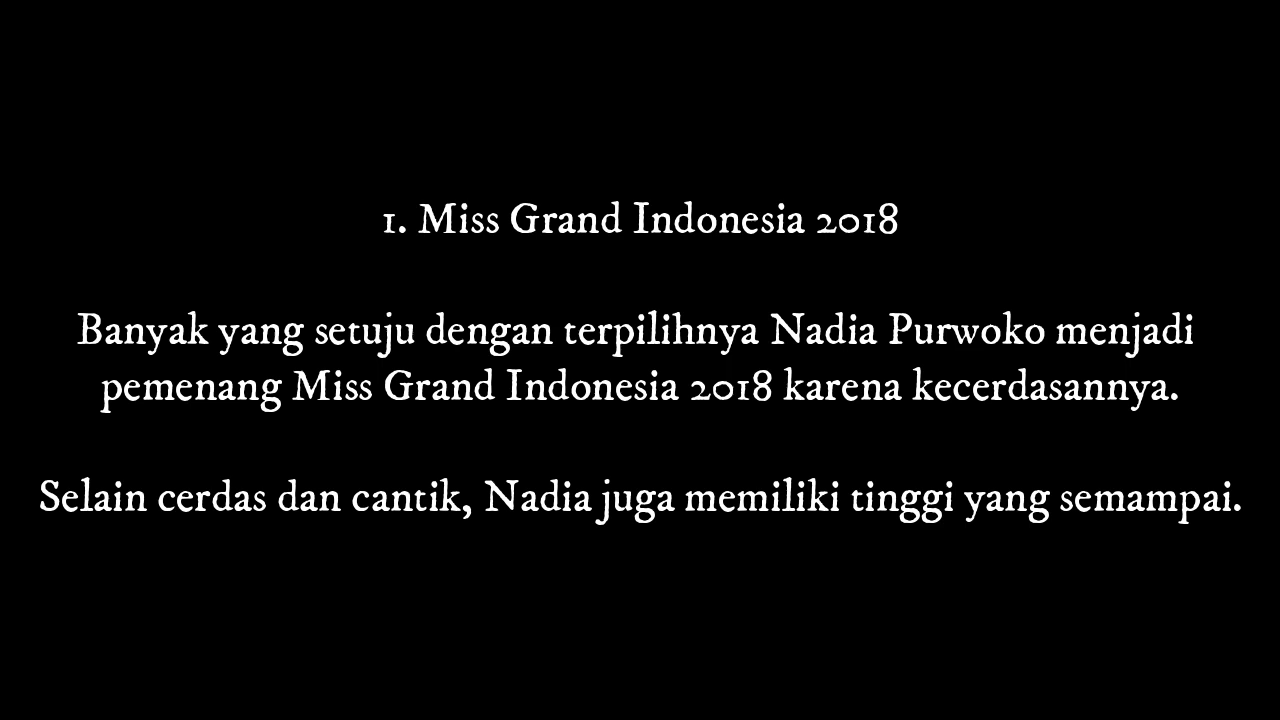 1. Miss Grand Indonesia 2018
Banyak yang setuju dengan terpilihnya Nadia Purwoko menjadi
pemenang Miss Grand Indonesia 2018 karena kecerdasannya.
Selain cerdas dan cantik, Nadia juga memiliki tinggi yang semampai.